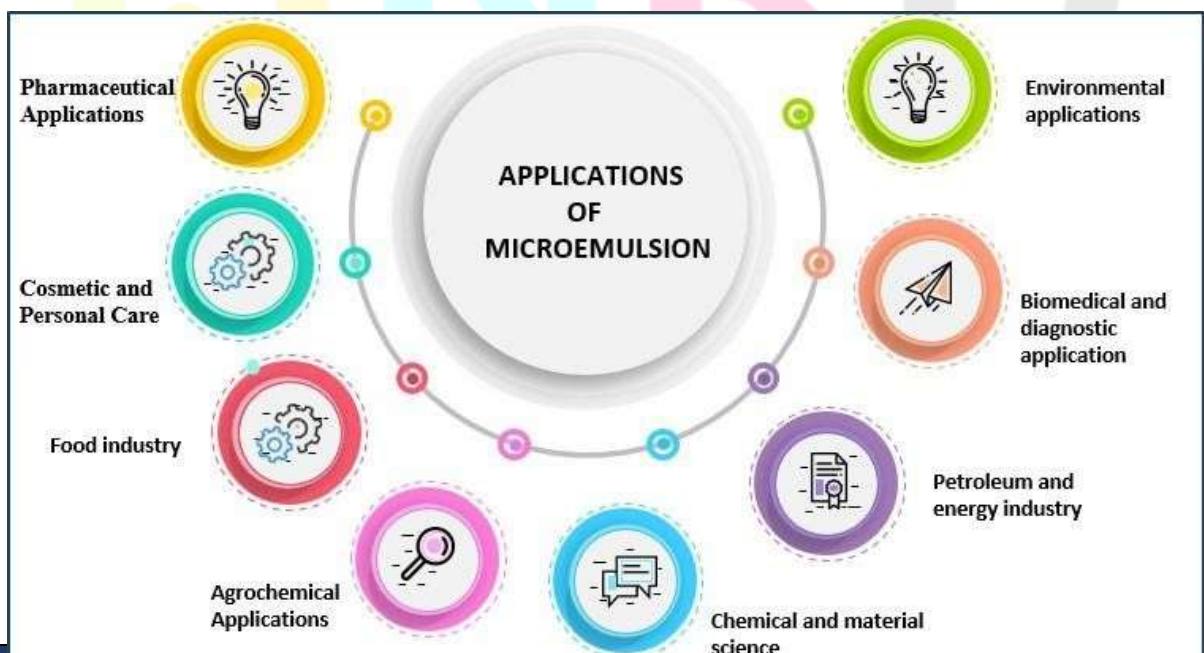 APPLICATIONS
OF
MICROEMULSION
Pharmaceutical
Applications
Cosmetic and
Personal Care
Food industry
Agrochemical
Applications
Chemical and material
science
Petroleum and
energy industry
Biomedical and
diagnostic
application
Environmental
applications